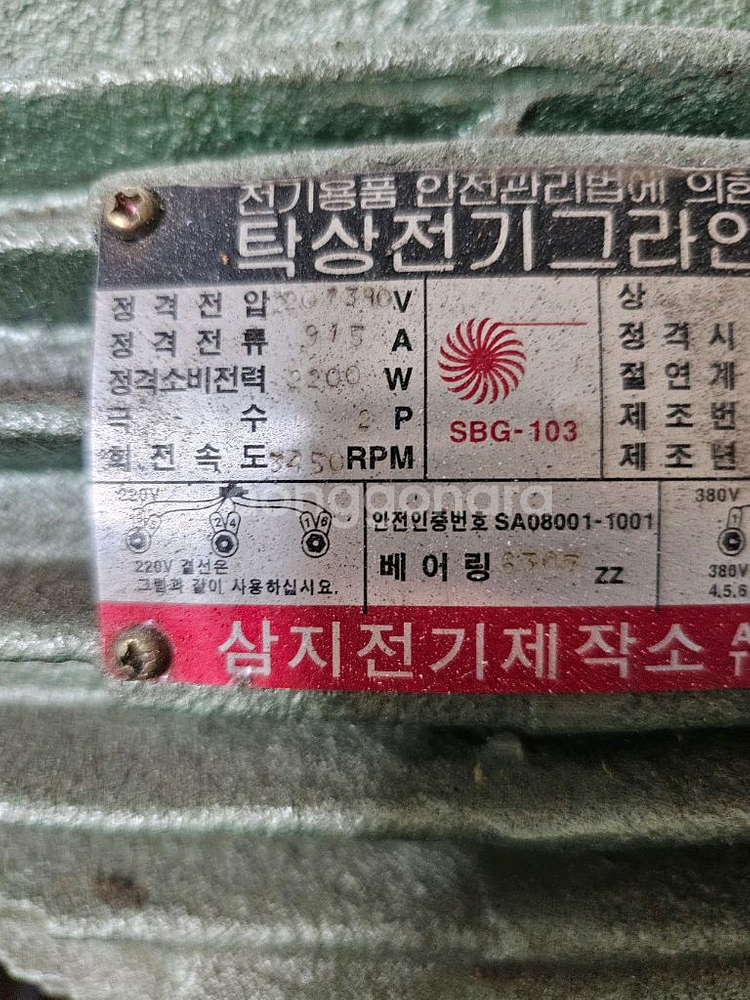 전기용품 안전관리법에 의한
탁상전기그라인
정격전압 220/380 V
정격전류 9/5 A
정격소비전력 2200 W
극수 2 P
회전속도 3450 RPM
SBG-103
상
정격시
절연계
제조번
제조년
220V
220V 결선은
그림과 같이 사용하십시요.
안전인증번호 SA08001-1001
베어링 ZZ
380V
380V
4.5.6
삼지전기제작소